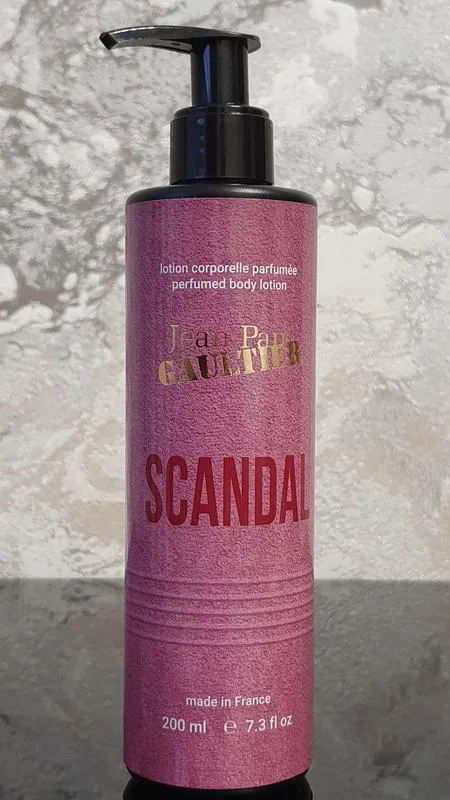 lotion corporelle parfumée
perfumed body lotion
Jean Paul
GAULTIER
SCANDAL
made in France
200 ml ℮ 7.3 fl oz